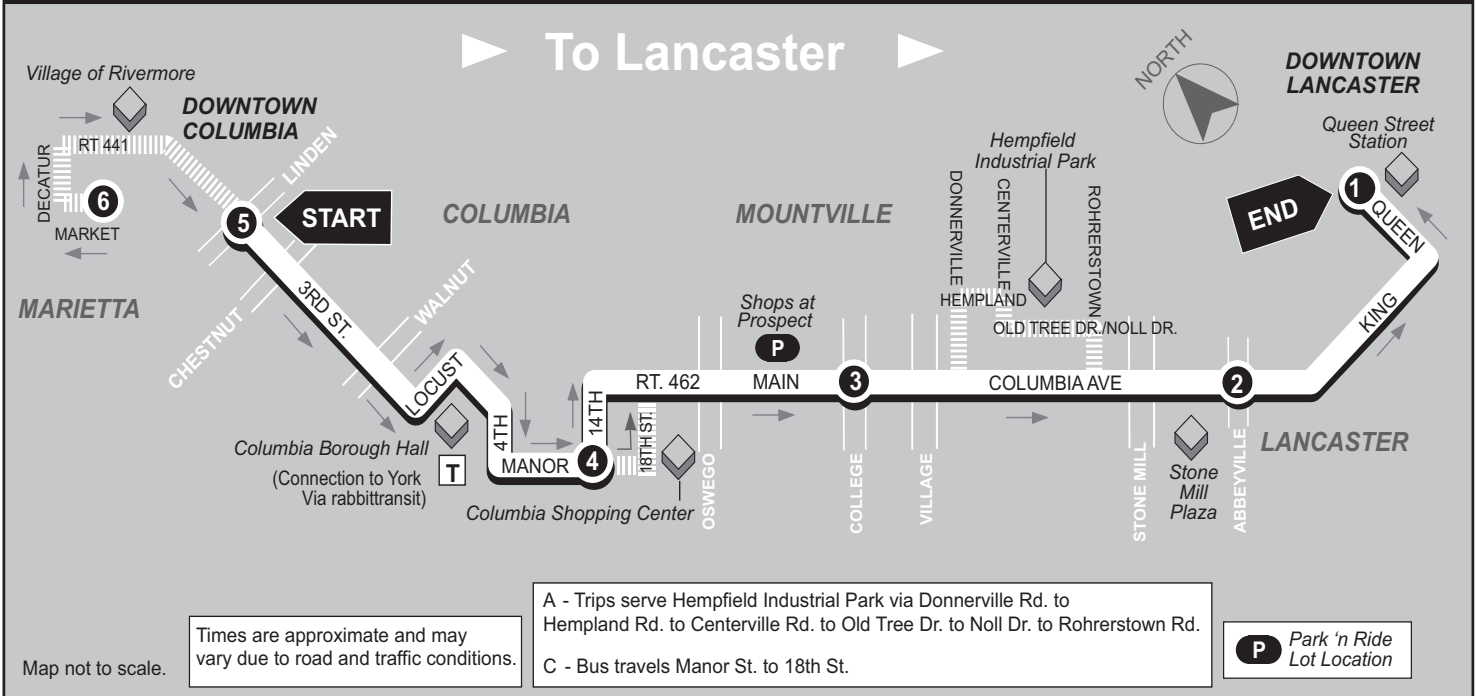 To Lancaster
Village of Rivermore
DOWNTOWN
COLUMBIA
NORTH
DOWNTOWN
LANCASTER
Queen Street
Station
Hempfield
Industrial Park
DECATUR
RT 441
6
MARKET
MARIETTA
LINDEN
5
START
COLUMBIA
MOUNTVILLE
DONNERVILLE
CENTERVILLE
ROHRERSTOWN
HEMPLAND
OLD TREE DR./NOLL DR.
END
1
QUEEN
KING
CHESTNUT
3RD ST.
WALNUT
LOCUST
Columbia Borough Hall
(Connection to York
Via rabbittransit)
T
4TH
MANOR
4
14TH
18TH ST.
Columbia Shopping Center
RT. 462
OSWEGO
Shops at
Prospect
P
MAIN
3
COLLEGE
VILLAGE
COLUMBIA AVE
STONE MILL
Stone
Mill
Plaza
2
ABBEYVILLE
LANCASTER
Map not to scale.
Times are approximate and may
vary due to road and traffic conditions.
A - Trips serve Hempfield Industrial Park via Donnerville Rd. to
Hempland Rd. to Centerville Rd. to Old Tree Dr. to Noll Dr. to Rohrerstown Rd.
C - Bus travels Manor St. to 18th St.
P Park 'n Ride
Lot Location